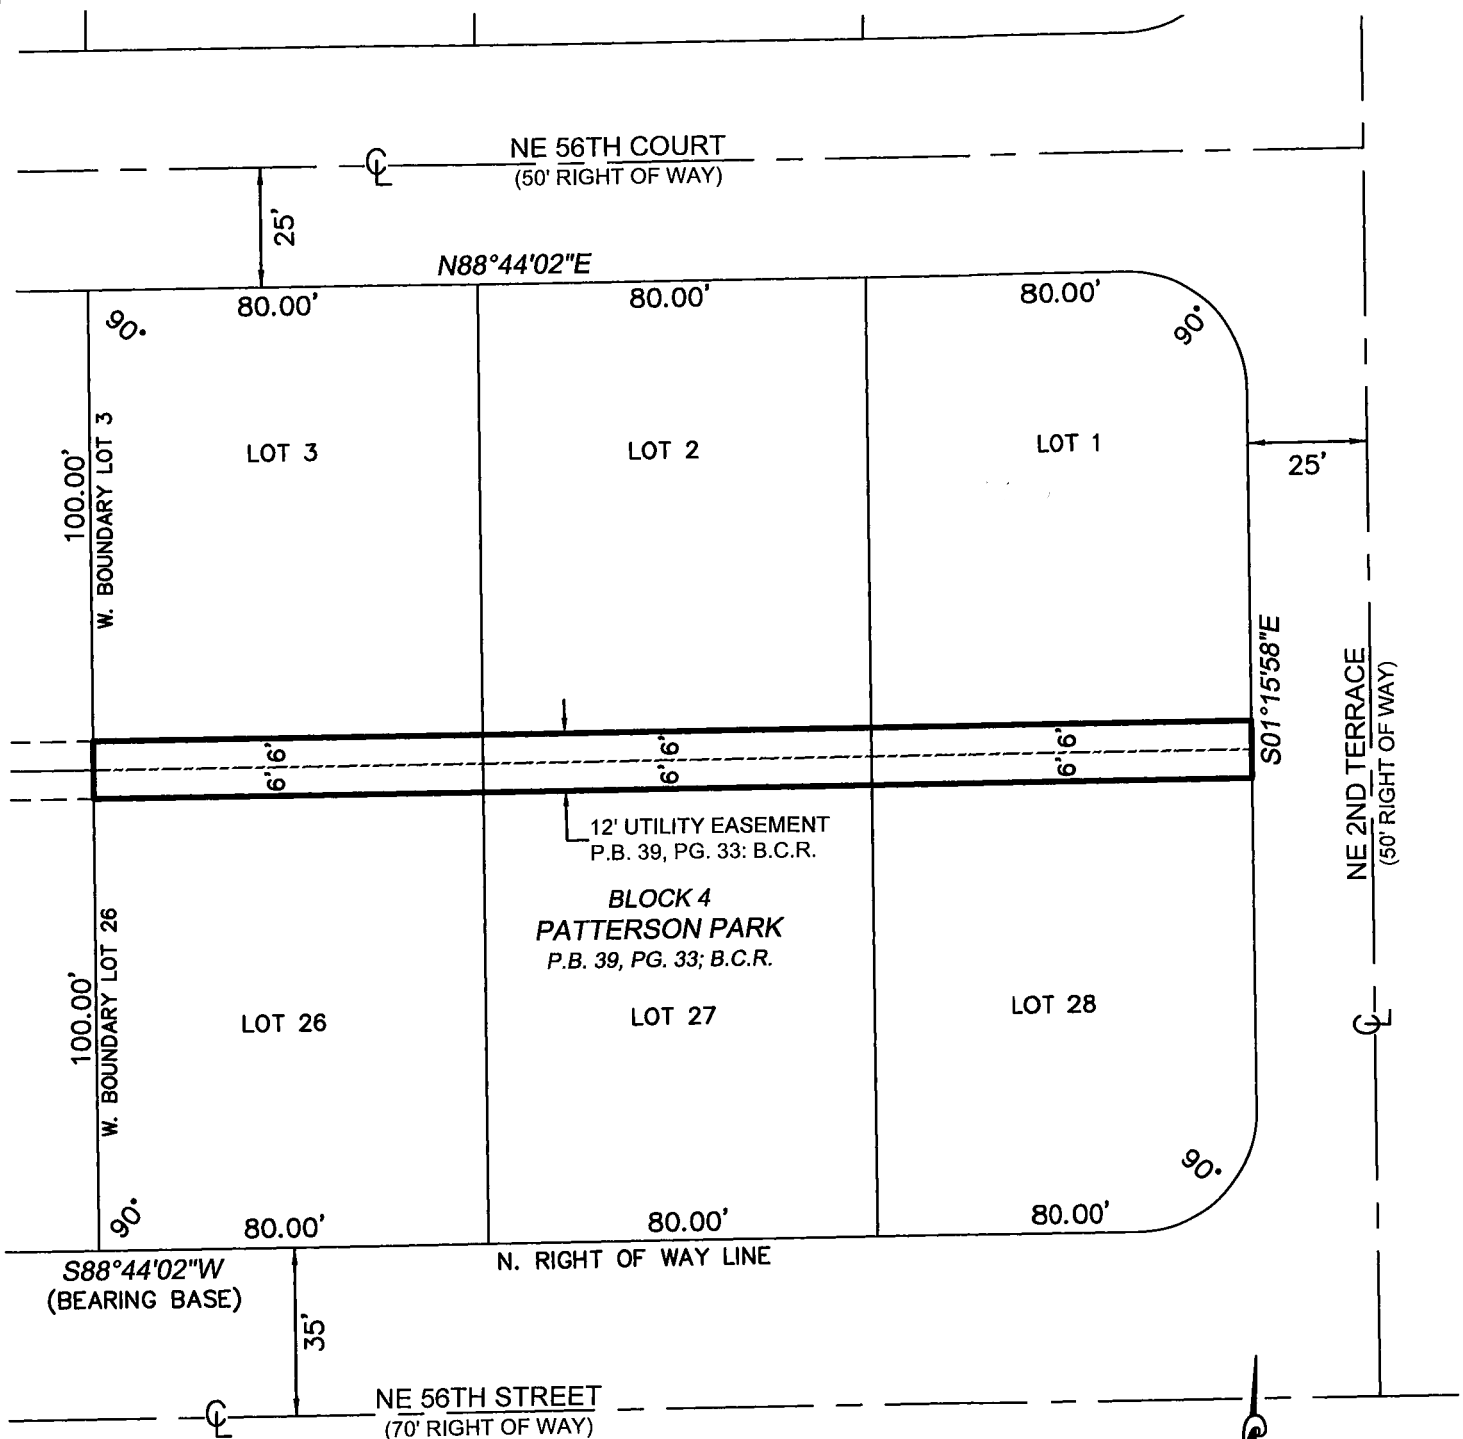 NE 56TH COURT
(50' RIGHT OF WAY)
25'
N88°44'02"E
80.00'
80.00'
80.00'
90°
90°
LOT 3
LOT 2
LOT 1
100.00'
W. BOUNDARY LOT 3
25'
S01°15'58"E
NE 2ND TERRACE
(50' RIGHT OF WAY)
6'
6'
6'
6'
6'
6'
12' UTILITY EASEMENT
P.B. 39, PG. 33: B.C.R.
BLOCK 4
PATTERSON PARK
P.B. 39, PG. 33; B.C.R.
100.00'
W. BOUNDARY LOT 26
LOT 26
LOT 27
LOT 28
CL
90°
90°
80.00'
80.00'
80.00'
N. RIGHT OF WAY LINE
S88°44'02"W
(BEARING BASE)
35'
CL
NE 56TH STREET
(70' RIGHT OF WAY)
CL